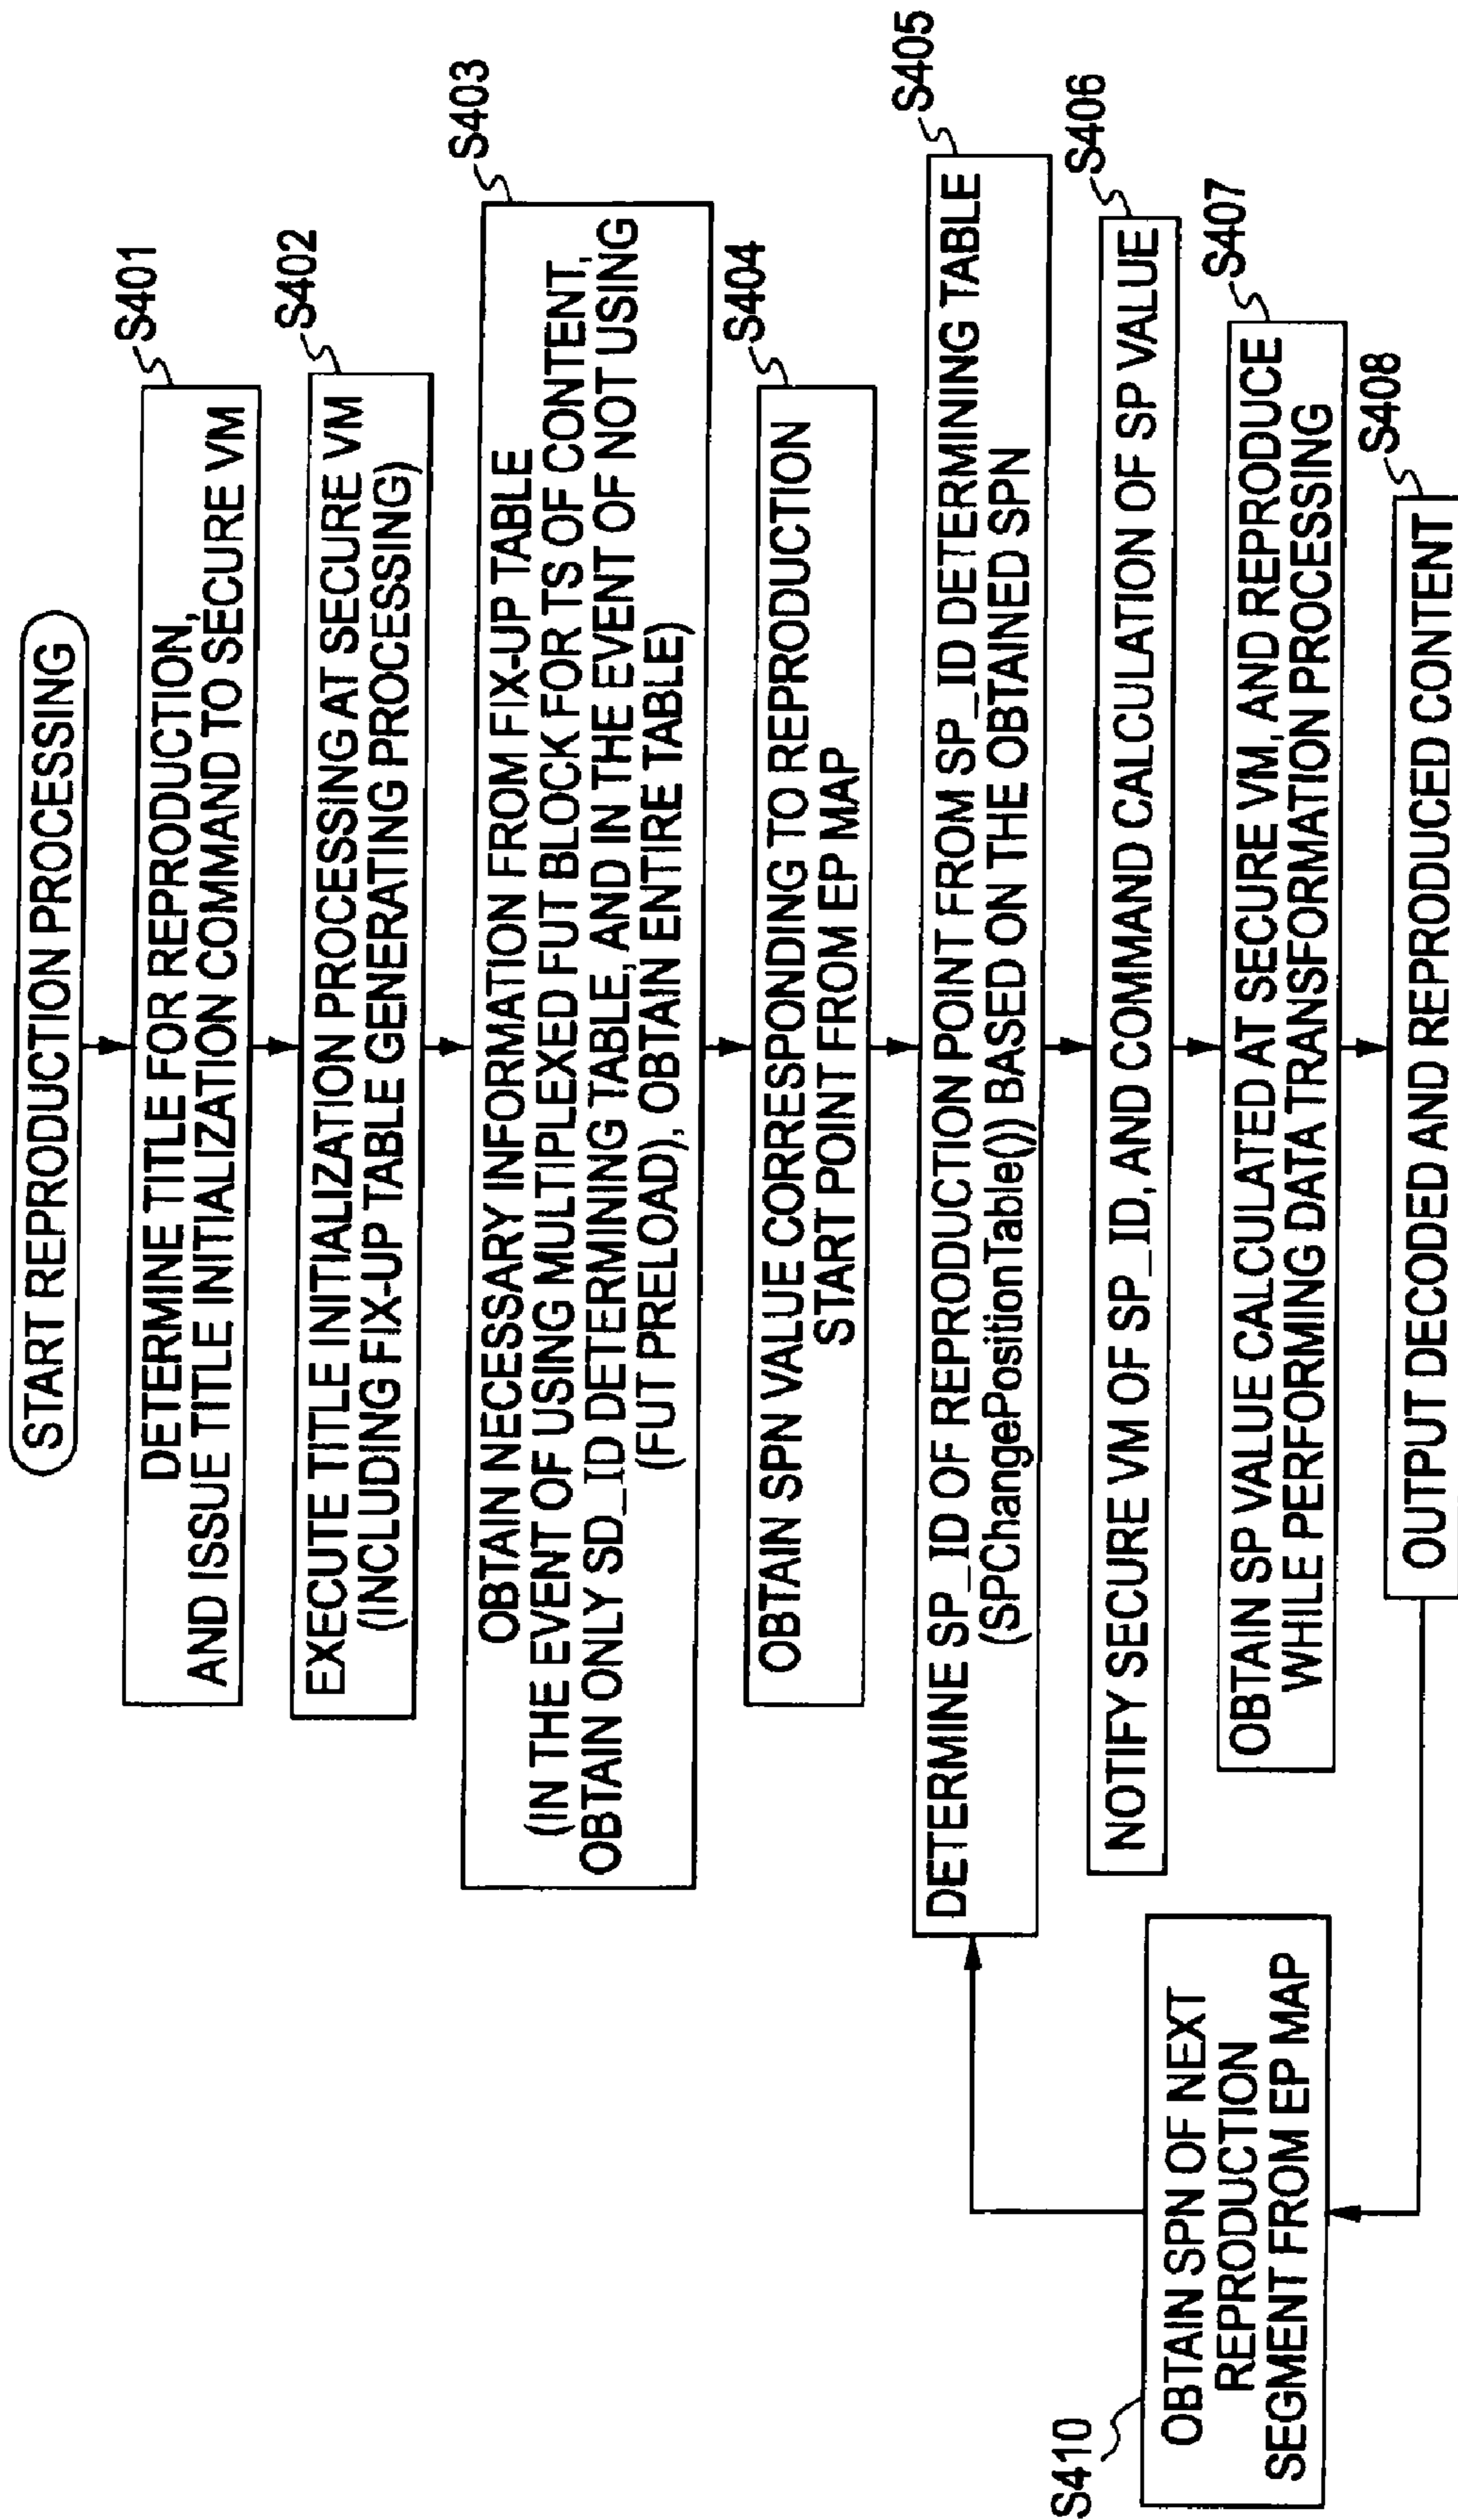 START REPRODUCTION PROCESSING
S401
DETERMINE TITLE FOR REPRODUCTION,
AND ISSUE TITLE INITIALIZATION COMMAND TO SECURE VM
S402
EXECUTE TITLE INITIALIZATION PROCESSING AT SECURE VM
(INCLUDING FIX-UP TABLE GENERATING PROCESSING)
S403
OBTAIN NECESSARY INFORMATION FROM FIX-UP TABLE
(IN THE EVENT OF USING MULTIPLEXED FUT BLOCK FOR TS OF CONTENT,
OBTAIN ONLY SD_ID DETERMINING TABLE, AND IN THE EVENT OF NOT USING
(FUT PRELOAD), OBTAIN ENTIRE TABLE)
S404
OBTAIN SPN VALUE CORRESPONDING TO REPRODUCTION
START POINT FROM EP MAP
S405
DETERMINE SP_ID OF REPRODUCTION POINT FROM SP_ID DETERMINING TABLE
(SPChangePositionTable()) BASED ON THE OBTAINED SPN
S406
NOTIFY SECURE VM OF SP_ID, AND COMMAND CALCULATION OF SP VALUE
S407
OBTAIN SP VALUE CALCULATED AT SECURE VM, AND REPRODUCE
WHILE PERFORMING DATA TRANSFORMATION PROCESSING
S408
OUTPUT DECODED AND REPRODUCED CONTENT
S410
OBTAIN SPN OF NEXT
REPRODUCTION
SEGMENT FROM EP MAP